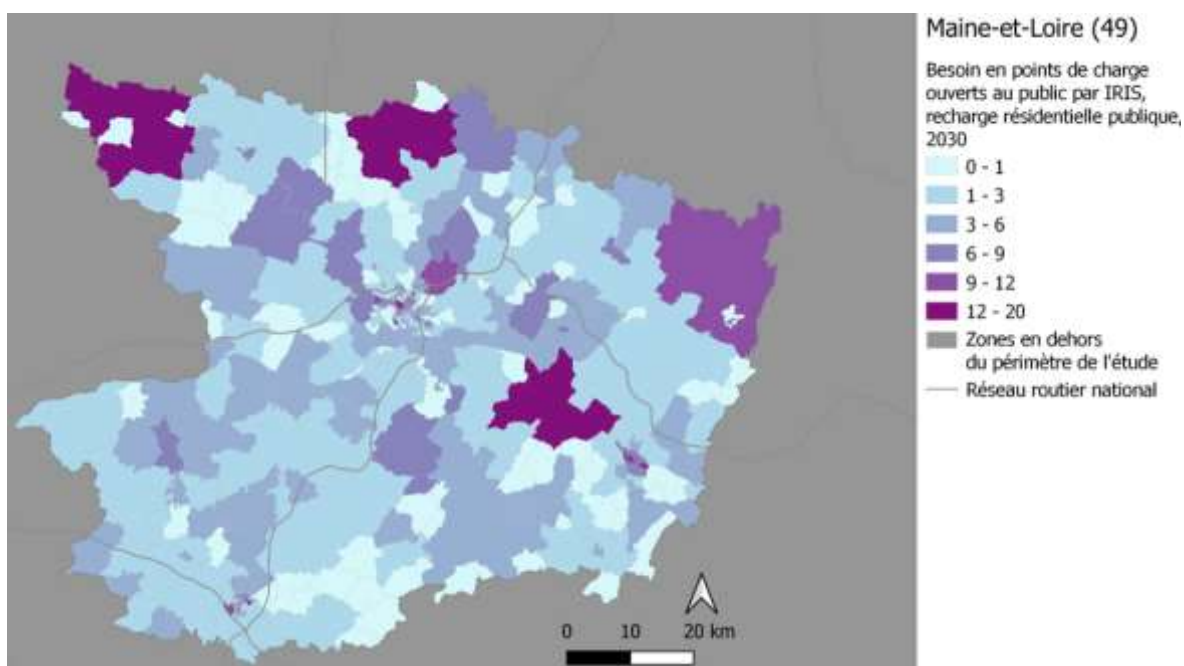 Maine-et-Loire (49)
Besoin en points de charge
ouverts au public par IRIS,
recharge résidentielle publique,
2030
0 - 1
1 - 3
3 - 6
6 - 9
9 - 12
12 - 20
Zones en dehors
du périmètre de l'étude
Réseau routier national
0 10 20 km